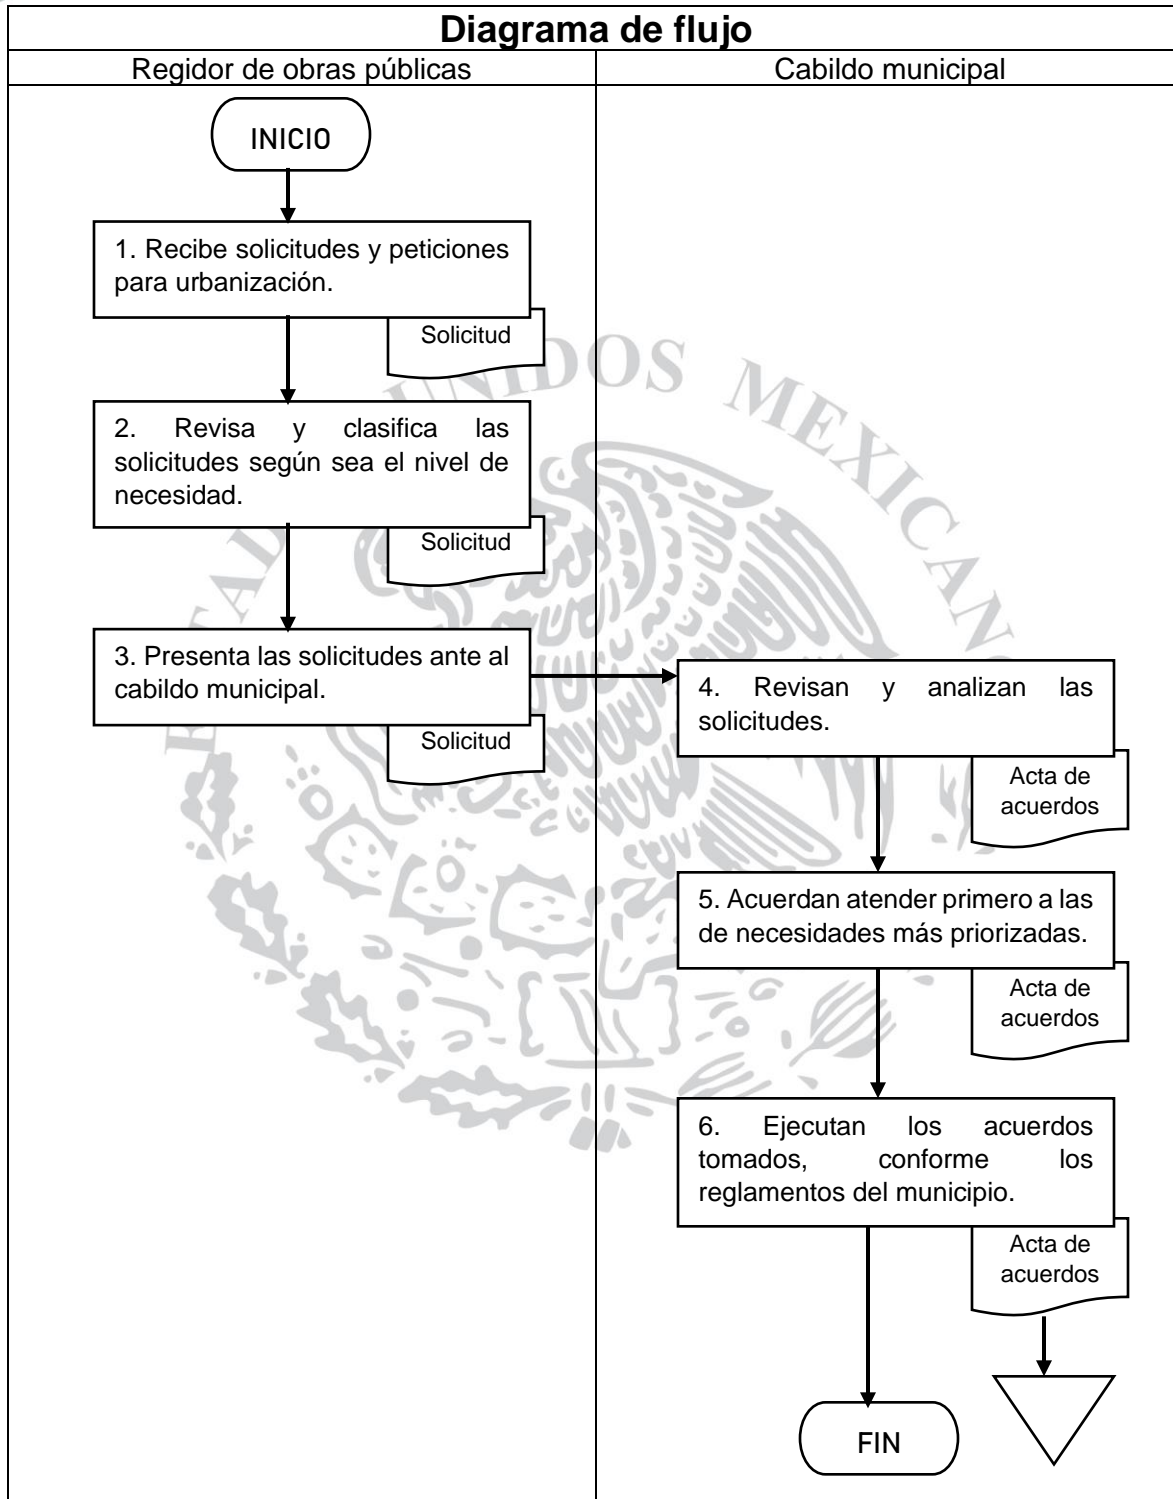 Diagrama de flujo
Regidor de obras públicas
Cabildo municipal
INICIO
1. Recibe solicitudes y peticiones
para urbanización.
Solicitud
2. Revisa y clasifica las
solicitudes según sea el nivel de
necesidad.
Solicitud
3. Presenta las solicitudes ante al
cabildo municipal.
Solicitud
4. Revisan y analizan las
solicitudes.
Acta de
acuerdos
5. Acuerdan atender primero a las
de necesidades más priorizadas.
Acta de
acuerdos
6. Ejecutan los acuerdos
tomados, conforme los
reglamentos del municipio.
Acta de
acuerdos
FIN
UNIDOS MEXICAN